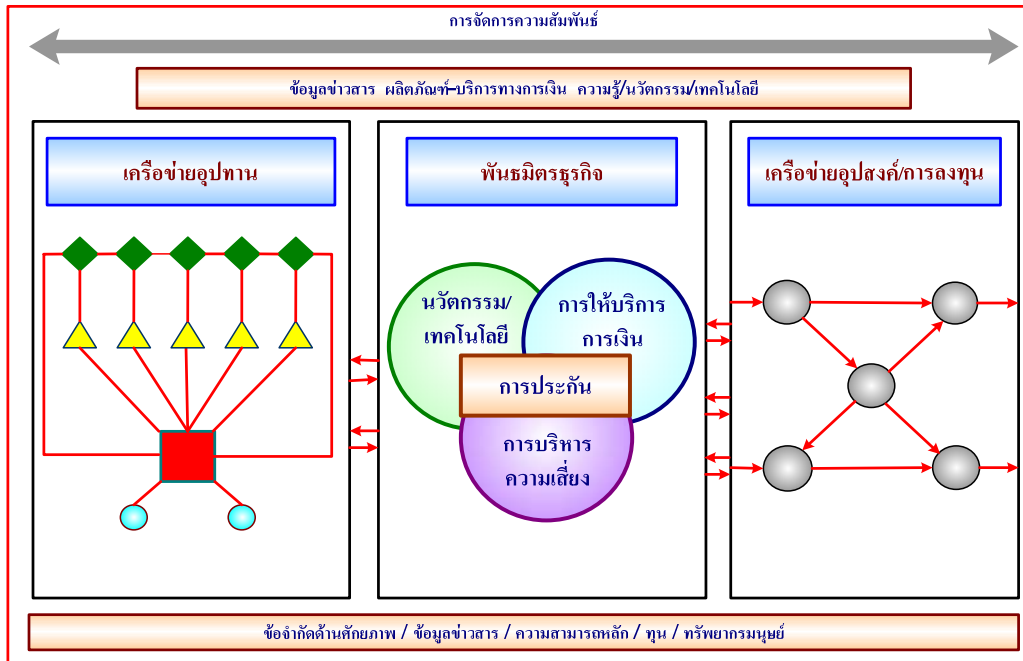 การจัดการความสัมพันธ์
ข้อมูลข่าวสาร ผลิตภัณฑ์-บริการทางการเงิน ความรู้/นวัตกรรม/เทคโนโลยี
เครือข่ายอุปทาน
พันธมิตรธุรกิจ
เครือข่ายอุปสงค์/การลงทุน
นวัตกรรม/
เทคโนโลยี
การให้บริการ
การเงิน
การประกัน
การบริหาร
ความเสี่ยง
ข้อจำกัดด้านศักยภาพ / ข้อมูลข่าวสาร / ความสามารถหลัก / ทุน / ทรัพยากรมนุษย์